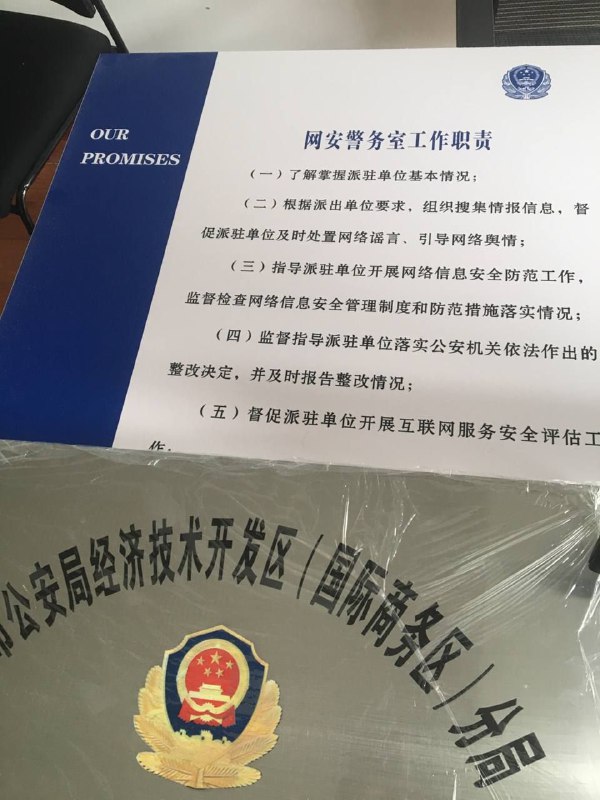 OUR
PROMISES
网安警务室工作职责
（一）了解掌握派驻单位基本情况；
（二）根据派出单位要求，组织搜集情报信息，督
促派驻单位及时处置网络谣言、引导网络舆情；
（三）指导派驻单位开展网络信息安全防范工作，
监督检查网络信息安全管理制度和防范措施落实情况；
（四）监督指导派驻单位落实公安机关依法作出的
整改决定，并及时报告整改情况；
（五）督促派驻单位开展互联网服务安全评估工
作；
市公安局经济技术开发区（国际商务区）分局